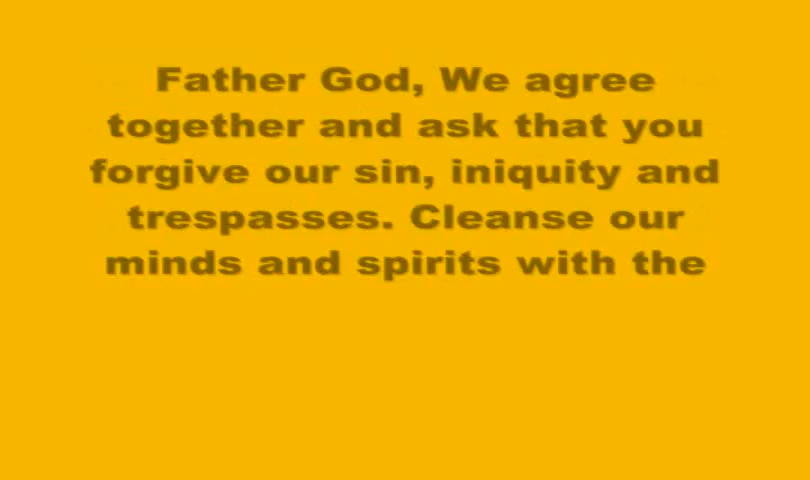 Father God, We agree
together and ask that you
forgive our sin, iniquity and
trespasses. Cleanse our
minds and spirits with the